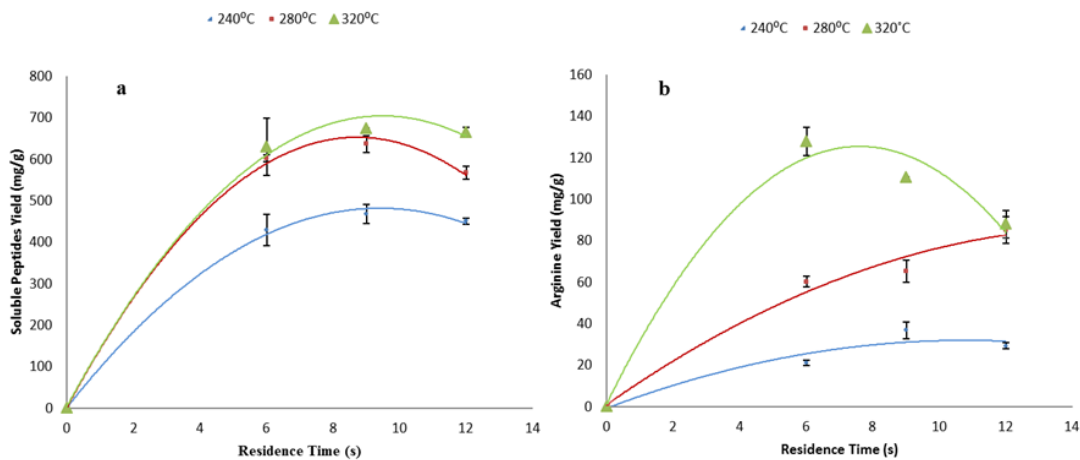 240⁰C 280⁰C 320⁰C
a
Soluble Peptides Yield (mg/g)
800
700
600
500
400
300
200
100
0
0 2 4 6 8 10 12 14
Residence Time (s)
240⁰C 280⁰C 320˚C
b
Arginine Yield (mg/g)
160
140
120
100
80
60
40
20
0
0 2 4 6 8 10 12 14
Residence Time (s)